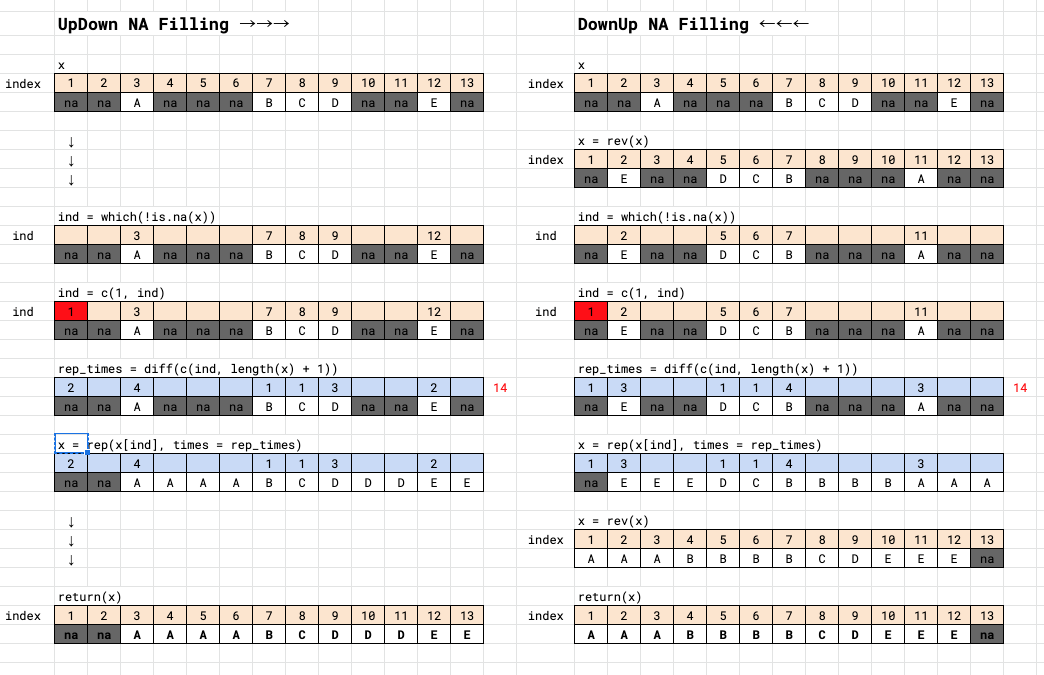 UpDown NA Filling →→→
x
index 1 2 3 4 5 6 7 8 9 10 11 12 13
na na A na na na B C D na na E na
↓
↓
↓
ind = which(!is.na(x))
ind 3 7 8 9 12
na na A na na na B C D na na E na
ind = c(1, ind)
ind 1 3 7 8 9 12
na na A na na na B C D na na E na
rep_times = diff(c(ind, length(x) + 1))
2 4 1 1 3 2 14
na na A na na na B C D na na E na
x = rep(x[ind], times = rep_times)
2 4 1 1 3 2
na na A A A A B C D D D E E
↓
↓
↓
return(x)
index 1 2 3 4 5 6 7 8 9 10 11 12 13
na na A A A A B C D D D E E
DownUp NA Filling ←←←
x
index 1 2 3 4 5 6 7 8 9 10 11 12 13
na na A na na na B C D na na E na
x = rev(x)
index 1 2 3 4 5 6 7 8 9 10 11 12 13
na E na na D C B na na na A na na
ind = which(!is.na(x))
ind 2 5 6 7 11
na E na na D C B na na na A na na
ind = c(1, ind)
ind 1 2 5 6 7 11
na E na na D C B na na na A na na
rep_times = diff(c(ind, length(x) + 1))
1 3 1 1 4 3 14
na E na na D C B na na na A na na
x = rep(x[ind], times = rep_times)
1 3 1 1 4 3
na E E E D C B B B B A A A
x = rev(x)
index 1 2 3 4 5 6 7 8 9 10 11 12 13
A A A B B B B C D E E E na
return(x)
index 1 2 3 4 5 6 7 8 9 10 11 12 13
A A A B B B B C D E E E na